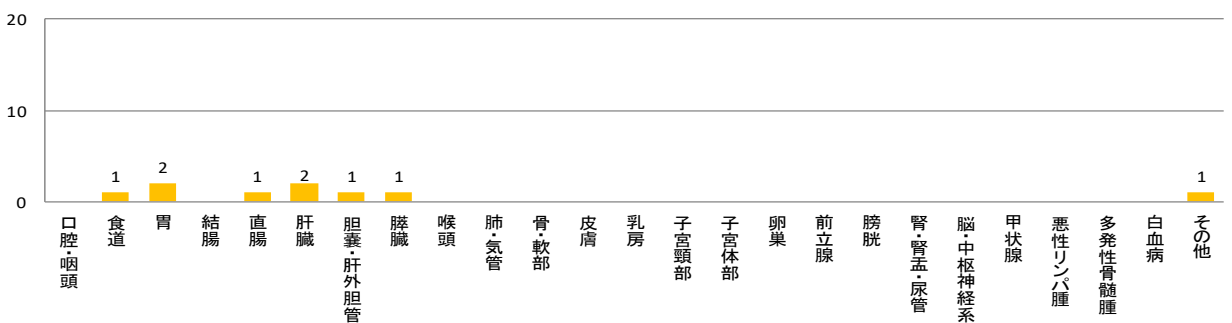 20
10
0
1
2
1
2
1
1
1
口腔・咽頭
食道
胃
結腸
直腸
肝臓
胆嚢・肝外胆管
膵臓
喉頭
肺・気管
骨・軟部
皮膚
乳房
子宮頸部
子宮体部
卵巣
前立腺
膀胱
腎・腎盂・尿管
脳・中枢神経系
甲状腺
悪性リンパ腫
多発性骨髄腫
白血病
その他